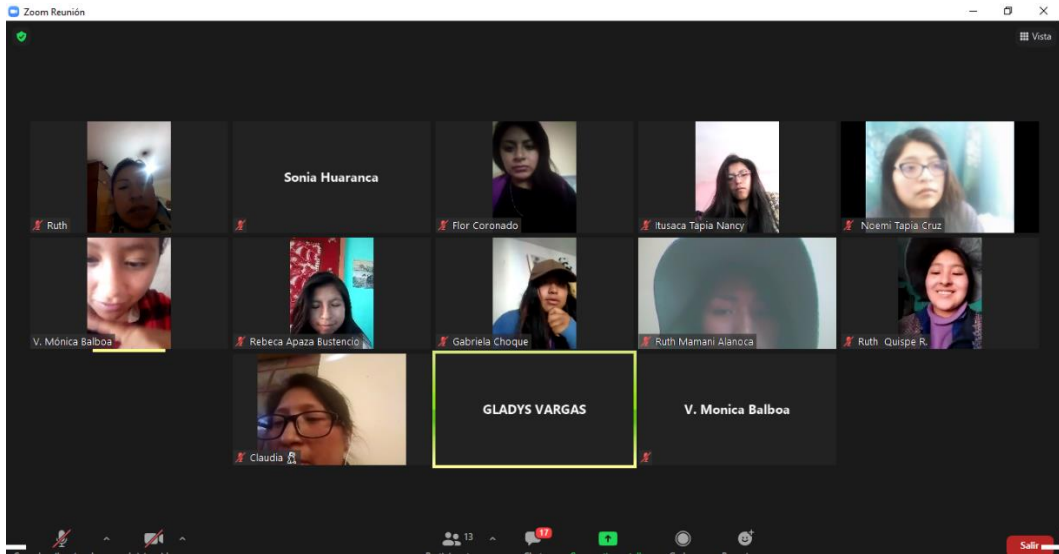 Zoom Reunión
Vista
Ruth
Sonia Huaranca
Flor Coronado
Itusaca Tapia Nancy
Noemi Tapia Cruz
V. Mónica Balboa
Rebeca Apaza Bustencio
Gabriela Choque
Ruth Mamani Alanoca
Ruth Quispe R.
Claudia
GLADYS VARGAS
V. Monica Balboa
13
17
Salir